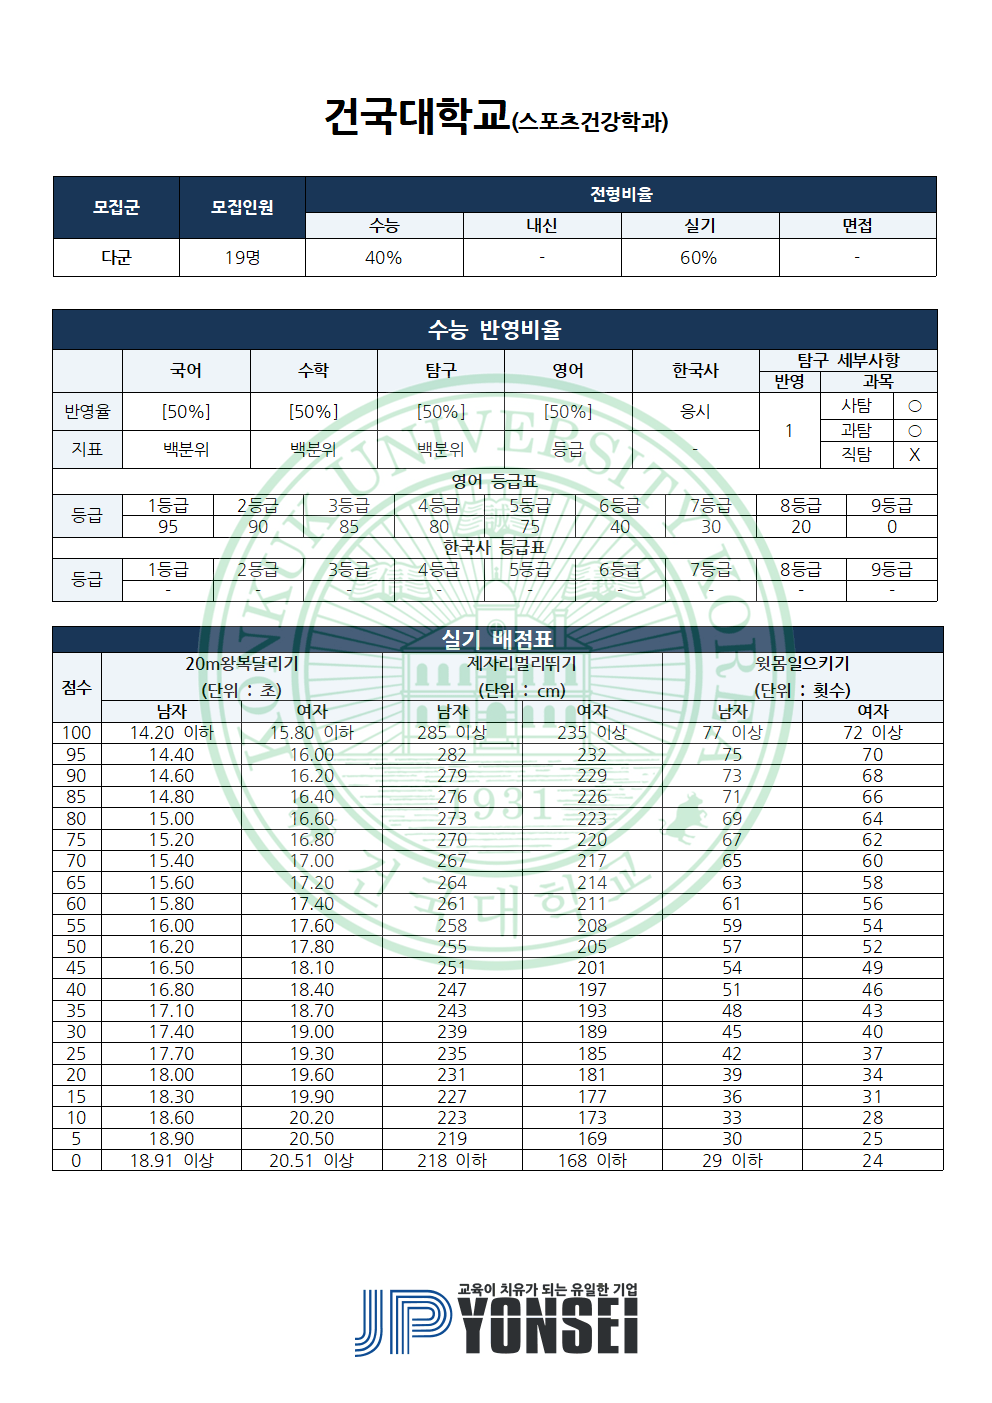 건국대학교(스포츠건강학과)
모집군 모집인원 전형비율
수능 내신 실기 면접
다군 19명 40% - 60% -
수능 반영비율
국어 수학 탐구 영어 한국사 탐구 세부사항
반영 과목
반영율 [50%] [50%] [50%] [50%] 응시 1 사탐 ○
과탐 ○
지표 백분위 백분위 백분위 등급 - 직탐 X
영어 등급표
등급 1등급 2등급 3등급 4등급 5등급 6등급 7등급 8등급 9등급
95 90 85 80 75 40 30 20 0
한국사 등급표
등급 1등급 2등급 3등급 4등급 5등급 6등급 7등급 8등급 9등급
- - - - - - - - -
실기 배점표
점수 20m왕복달리기 제자리멀리뛰기 윗몸일으키기
(단위 : 초) (단위 : cm) (단위 : 횟수)
남자 여자 남자 여자 남자 여자
100 14.20 이하 15.80 이하 285 이상 235 이상 77 이상 72 이상
95 14.40 16.00 282 232 75 70
90 14.60 16.20 279 229 73 68
85 14.80 16.40 276 226 71 66
80 15.00 16.60 273 223 69 64
75 15.20 16.80 270 220 67 62
70 15.40 17.00 267 217 65 60
65 15.60 17.20 264 214 63 58
60 15.80 17.40 261 211 61 56
55 16.00 17.60 258 208 59 54
50 16.20 17.80 255 205 57 52
45 16.50 18.10 251 201 54 49
40 16.80 18.40 247 197 51 46
35 17.10 18.70 243 193 48 43
30 17.40 19.00 239 189 45 40
25 17.70 19.30 235 185 42 37
20 18.00 19.60 231 181 39 34
15 18.30 19.90 227 177 36 31
10 18.60 20.20 223 173 33 28
5 18.90 20.50 219 169 30 25
0 18.91 이상 20.51 이상 218 이하 168 이하 29 이하 24
KONKUK UNIVERSITY KOREA
1931
건국대학교
교육이 치유가 되는 유일한 기업
JP YONSEI